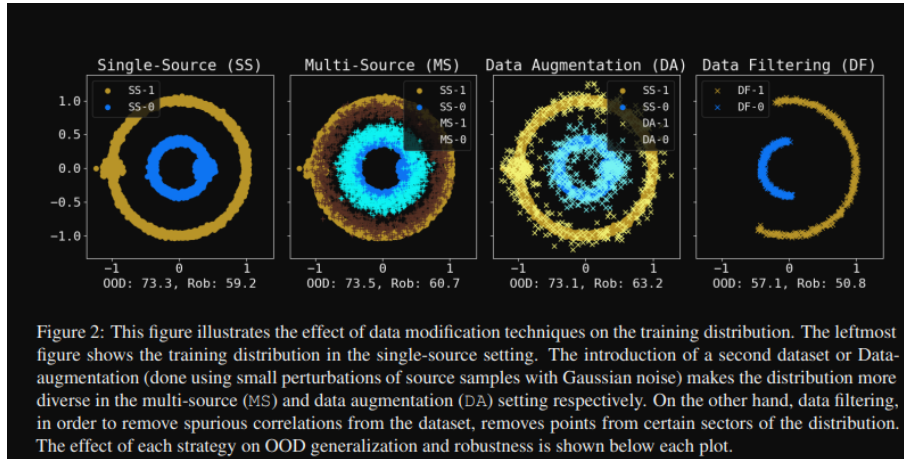 Single-Source (SS)
SS-1
SS-0
1.0
0.5
0.0
−0.5
−1.0
−1
0
1
OOD: 73.3, Rob: 59.2
Multi-Source (MS)
SS-1
SS-0
MS-1
MS-0
−1
0
1
OOD: 73.5, Rob: 60.7
Data Augmentation (DA)
SS-1
SS-0
DA-1
DA-0
−1
0
1
OOD: 73.1, Rob: 63.2
Data Filtering (DF)
DF-1
DF-0
−1
0
1
OOD: 57.1, Rob: 50.8
Figure 2: This figure illustrates the effect of data modification techniques on the training distribution. The leftmost
figure shows the training distribution in the single-source setting. The introduction of a second dataset or Data-
augmentation (done using small perturbations of source samples with Gaussian noise) makes the distribution more
diverse in the multi-source (MS) and data augmentation (DA) setting respectively. On the other hand, data filtering,
in order to remove spurious correlations from the dataset, removes points from certain sectors of the distribution.
The effect of each strategy on OOD generalization and robustness is shown below each plot.